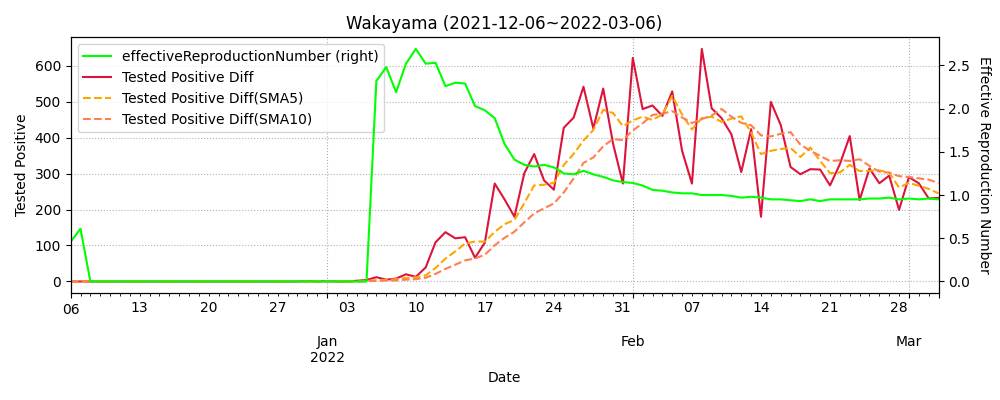 Wakayama (2021-12-06~2022-03-06)
effectiveReproductionNumber (right)
Tested Positive Diff
Tested Positive Diff(SMA5)
Tested Positive Diff(SMA10)
Tested Positive
600
500
400
300
200
100
0
2.5
2.0
1.5
1.0
0.5
0.0
Effective Reproduction Number
06 13 20 27 03 10 17 24 31 07 14 21 28
Jan Feb Mar
2022
Date